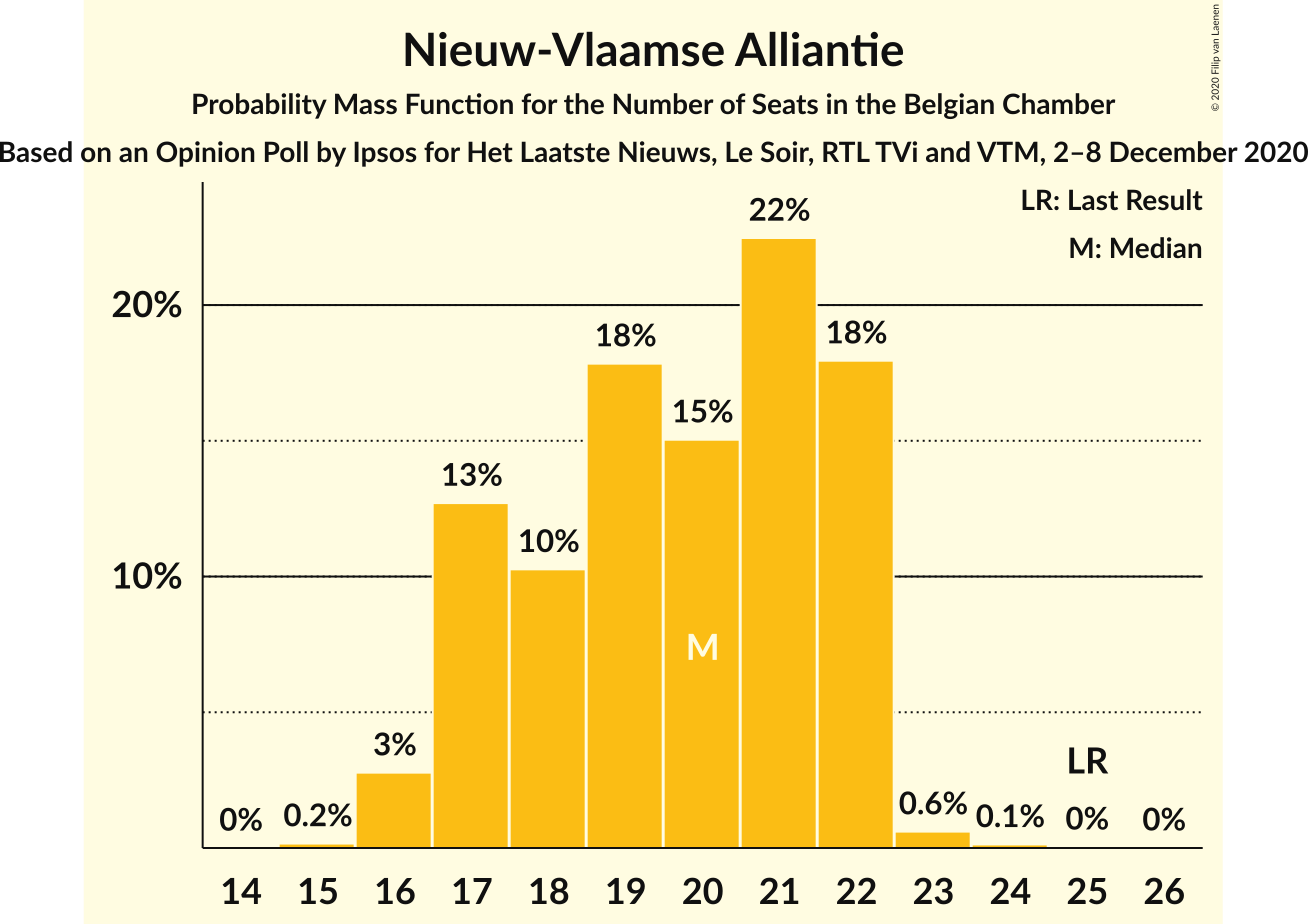 Nieuw-Vlaamse Alliantie
Probability Mass Function for the Number of Seats in the Belgian Chamber
Based on an Opinion Poll by Ipsos for Het Laatste Nieuws, Le Soir, RTL TVi and VTM, 2–8 December 2020
© 2020 Filip van Laenen
LR: Last Result
M: Median
20%
10%
0%
0.2%
3%
13%
10%
18%
15%
22%
18%
0.6%
0.1%
0%
0%
M
LR
14 15 16 17 18 19 20 21 22 23 24 25 26